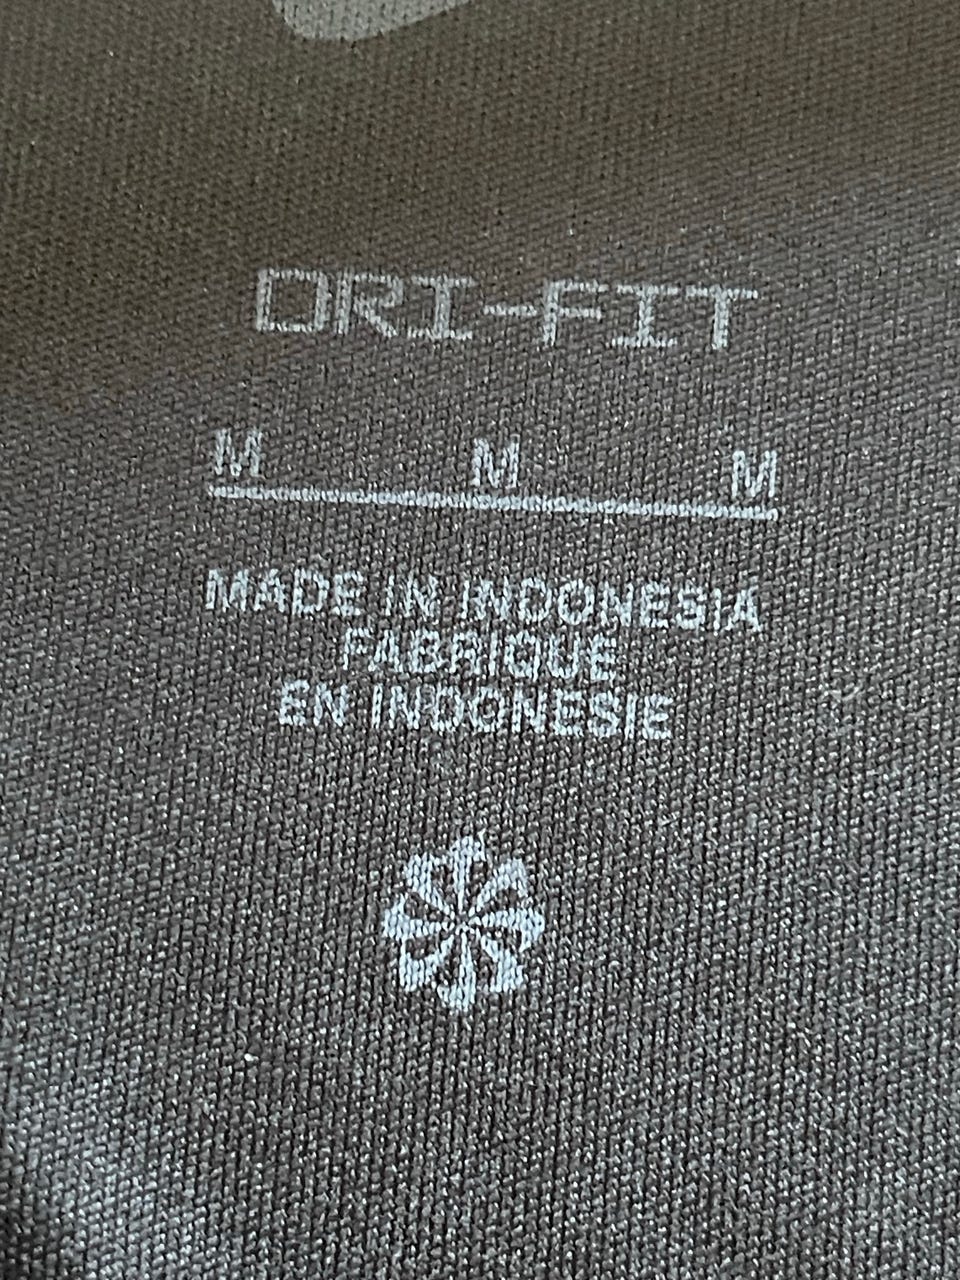 DRI-FIT
M M M
MADE IN INDONESIA
FABRIQUE
EN INDONESIE